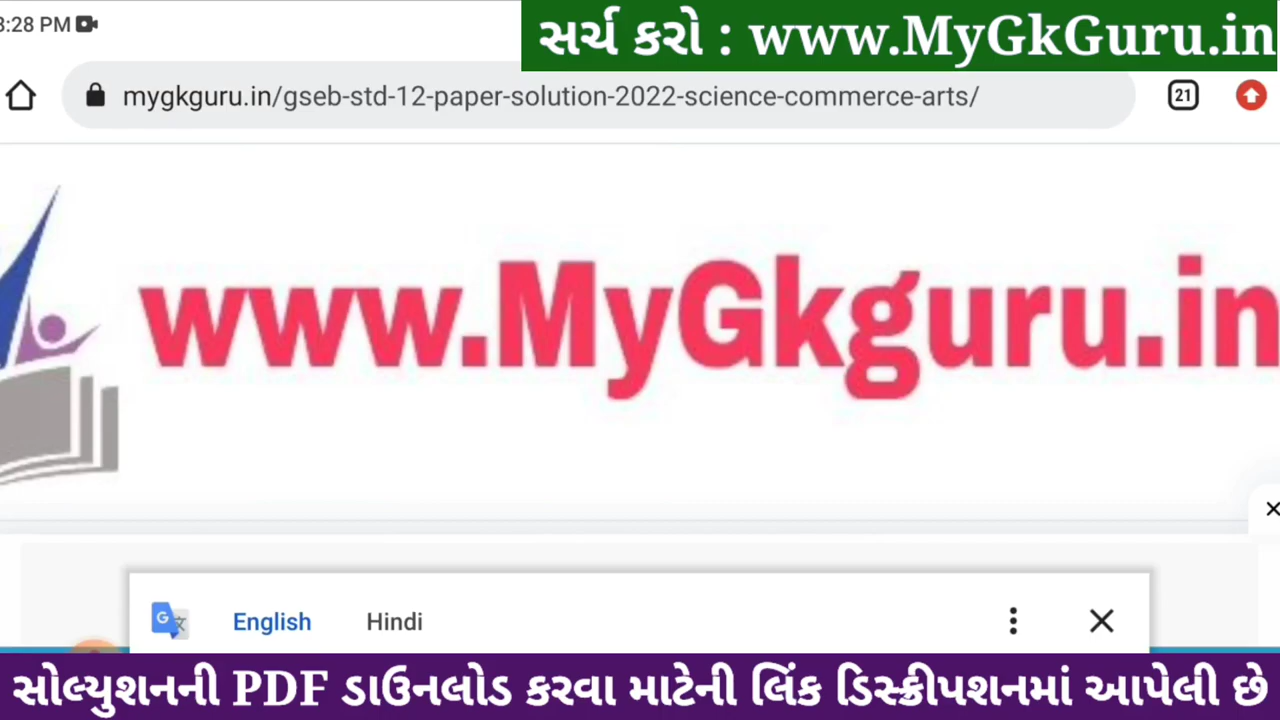 3:28 PM
સર્ચ કરો : www.MyGkGuru.in
mygkguru.in/gseb-std-12-paper-solution-2022-science-commerce-arts/
21
www.MyGkguru.in
English Hindi
સોલ્યુશનની PDF ડાઉનલોડ કરવા માટેની લિંક ડિસ્ક્રીપશનમાં આપેલી છે